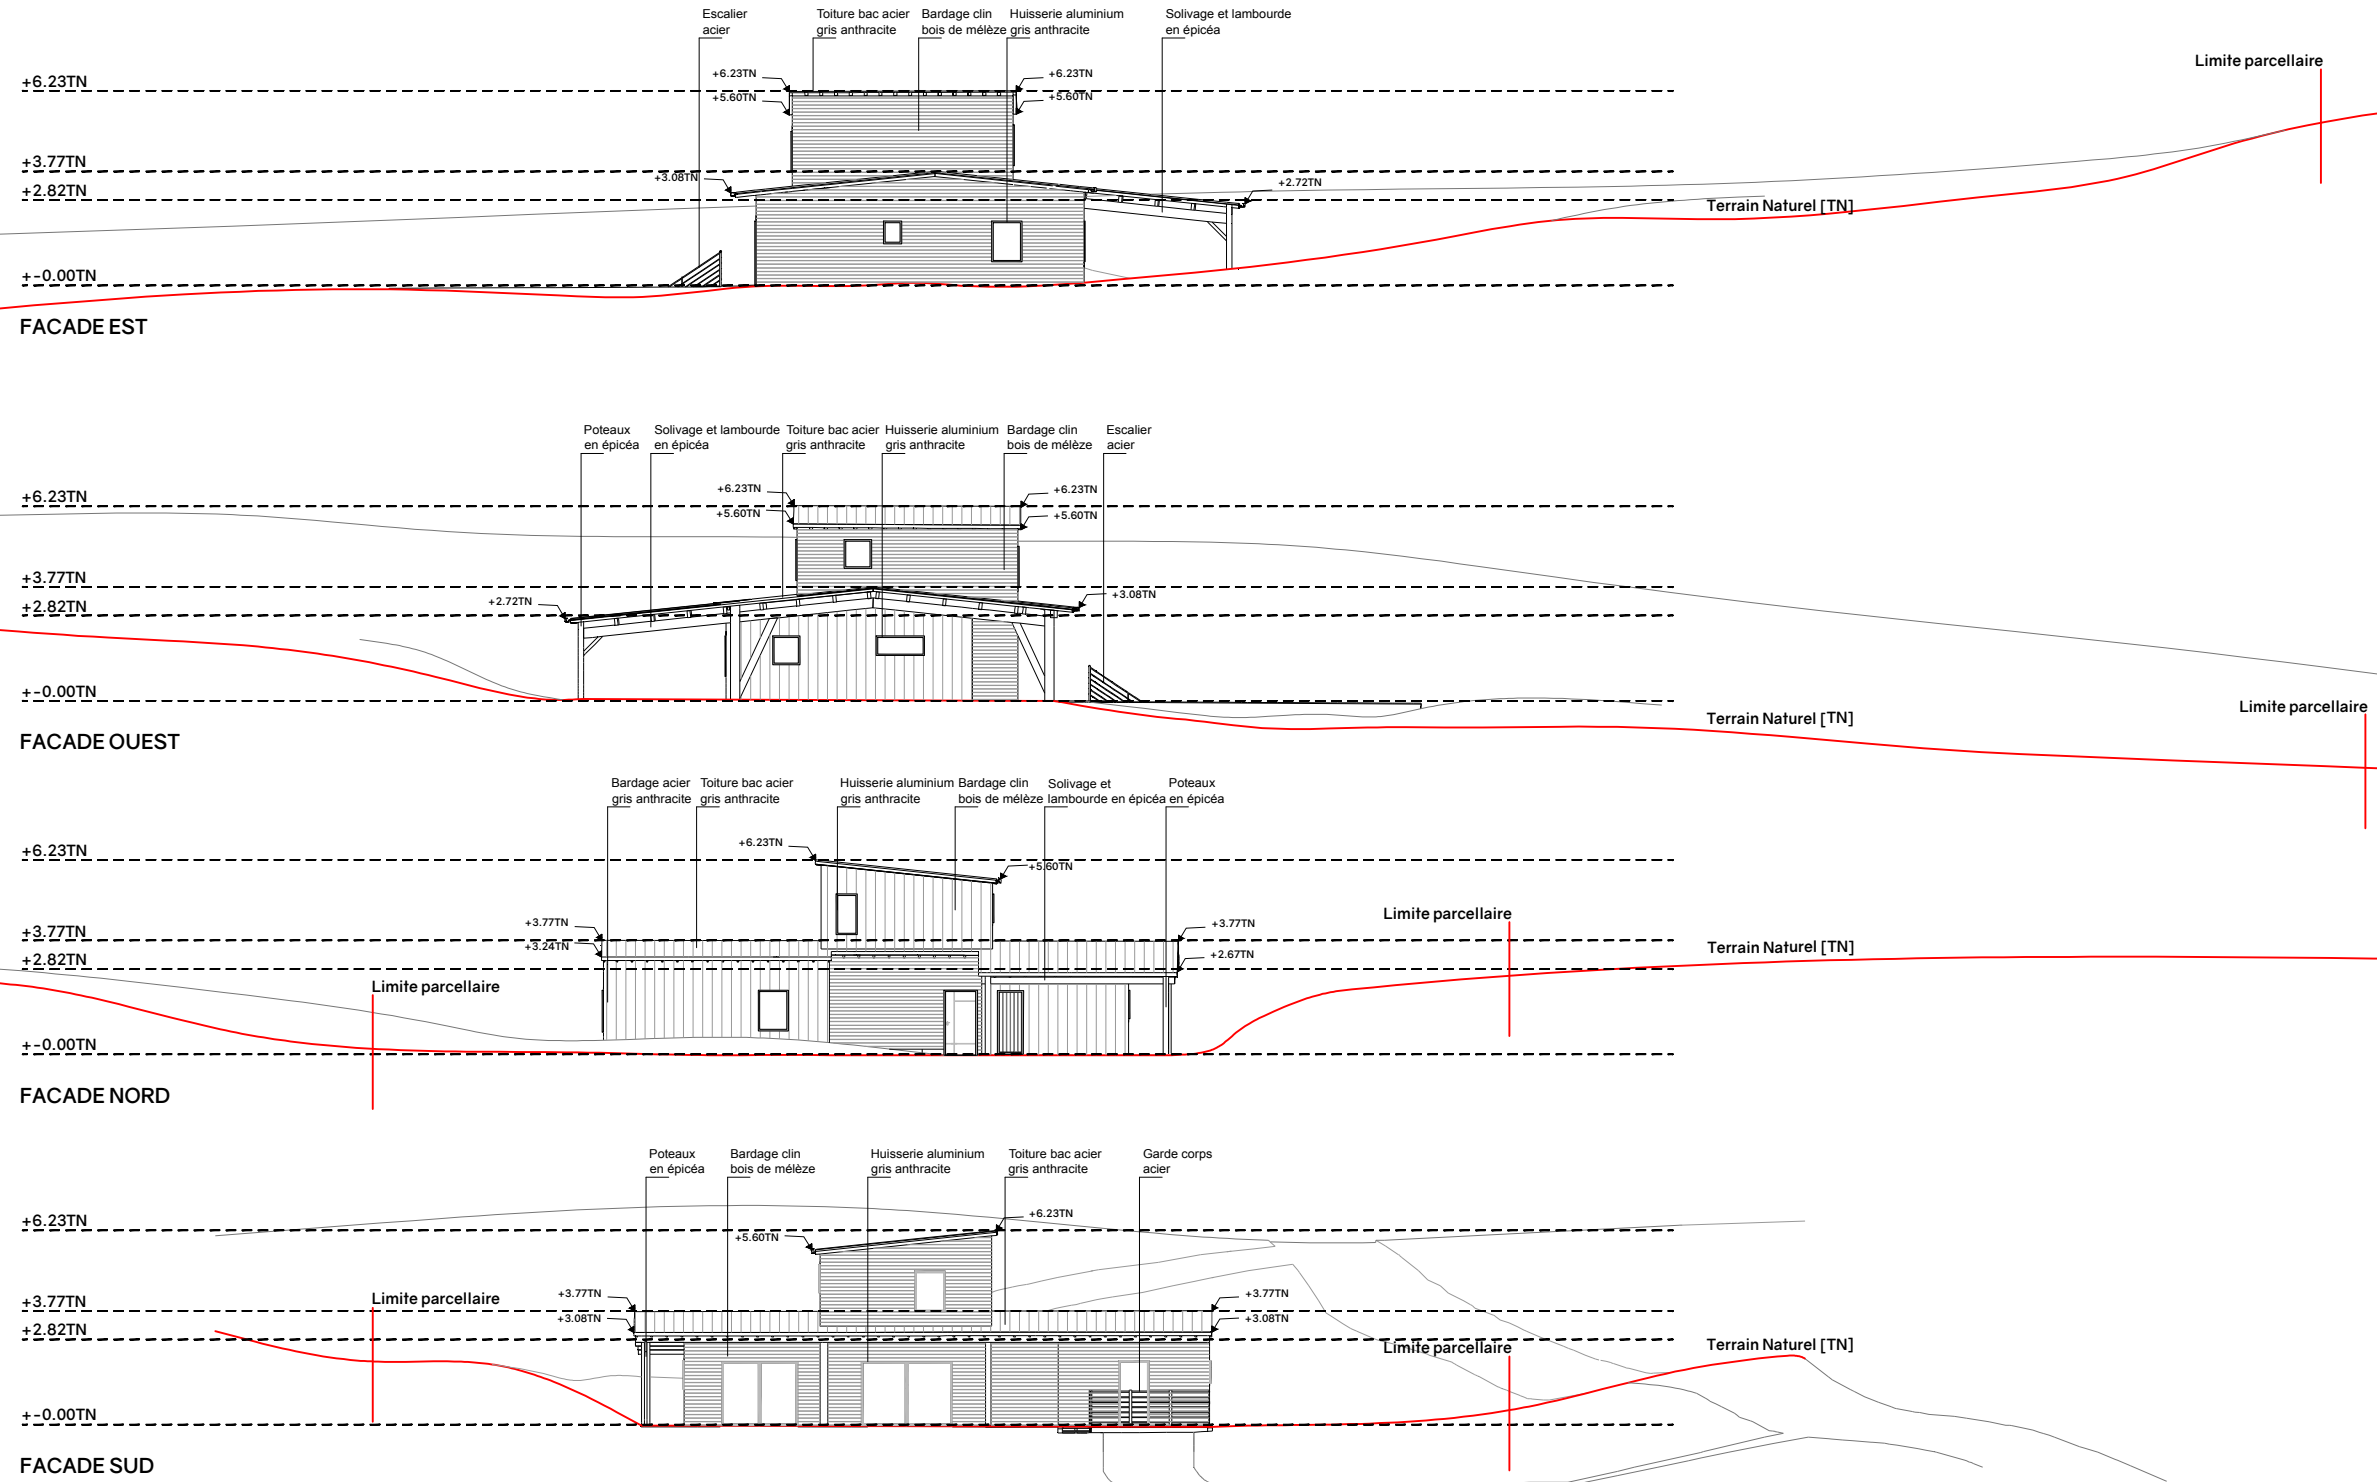 Escalier
acier
Toiture bac acier
gris anthracite
Bardage clin
bois de mélèze
Huisserie aluminium
gris anthracite
Solivage et lambourde
en épicéa
Limite parcellaire
+6.23TN
+6.23TN
+6.23TN
+5.60TN
+5.60TN
+3.77TN
+3.08TN
+2.82TN
+2.72TN
Terrain Naturel [TN]
+-0.00TN
FACADE EST
Poteaux
en épicéa
Solivage et lambourde
en épicéa
Toiture bac acier
gris anthracite
Huisserie aluminium
gris anthracite
Bardage clin
bois de mélèze
Escalier
acier
+6.23TN
+6.23TN
+6.23TN
+5.60TN
+5.60TN
+3.77TN
+2.82TN
+2.72TN
+3.08TN
+-0.00TN
Terrain Naturel [TN]
Limite parcellaire
FACADE OUEST
Bardage acier
gris anthracite
Toiture bac acier
gris anthracite
Huisserie aluminium
gris anthracite
Bardage clin
bois de mélèze
Solivage et
lambourde en épicéa
Poteaux
en épicéa
+6.23TN
+6.23TN
+5.60TN
Limite parcellaire
+3.77TN
+3.77TN
+3.77TN
+3.24TN
Terrain Naturel [TN]
+2.82TN
+2.67TN
Limite parcellaire
+-0.00TN
FACADE NORD
Poteaux
en épicéa
Bardage clin
bois de mélèze
Huisserie aluminium
gris anthracite
Toiture bac acier
gris anthracite
Garde corps
acier
+6.23TN
+6.23TN
+5.60TN
+3.77TN
Limite parcellaire
+3.77TN
+3.77TN
+3.08TN
+3.08TN
+2.82TN
Limite parcellaire
Terrain Naturel [TN]
+-0.00TN
FACADE SUD